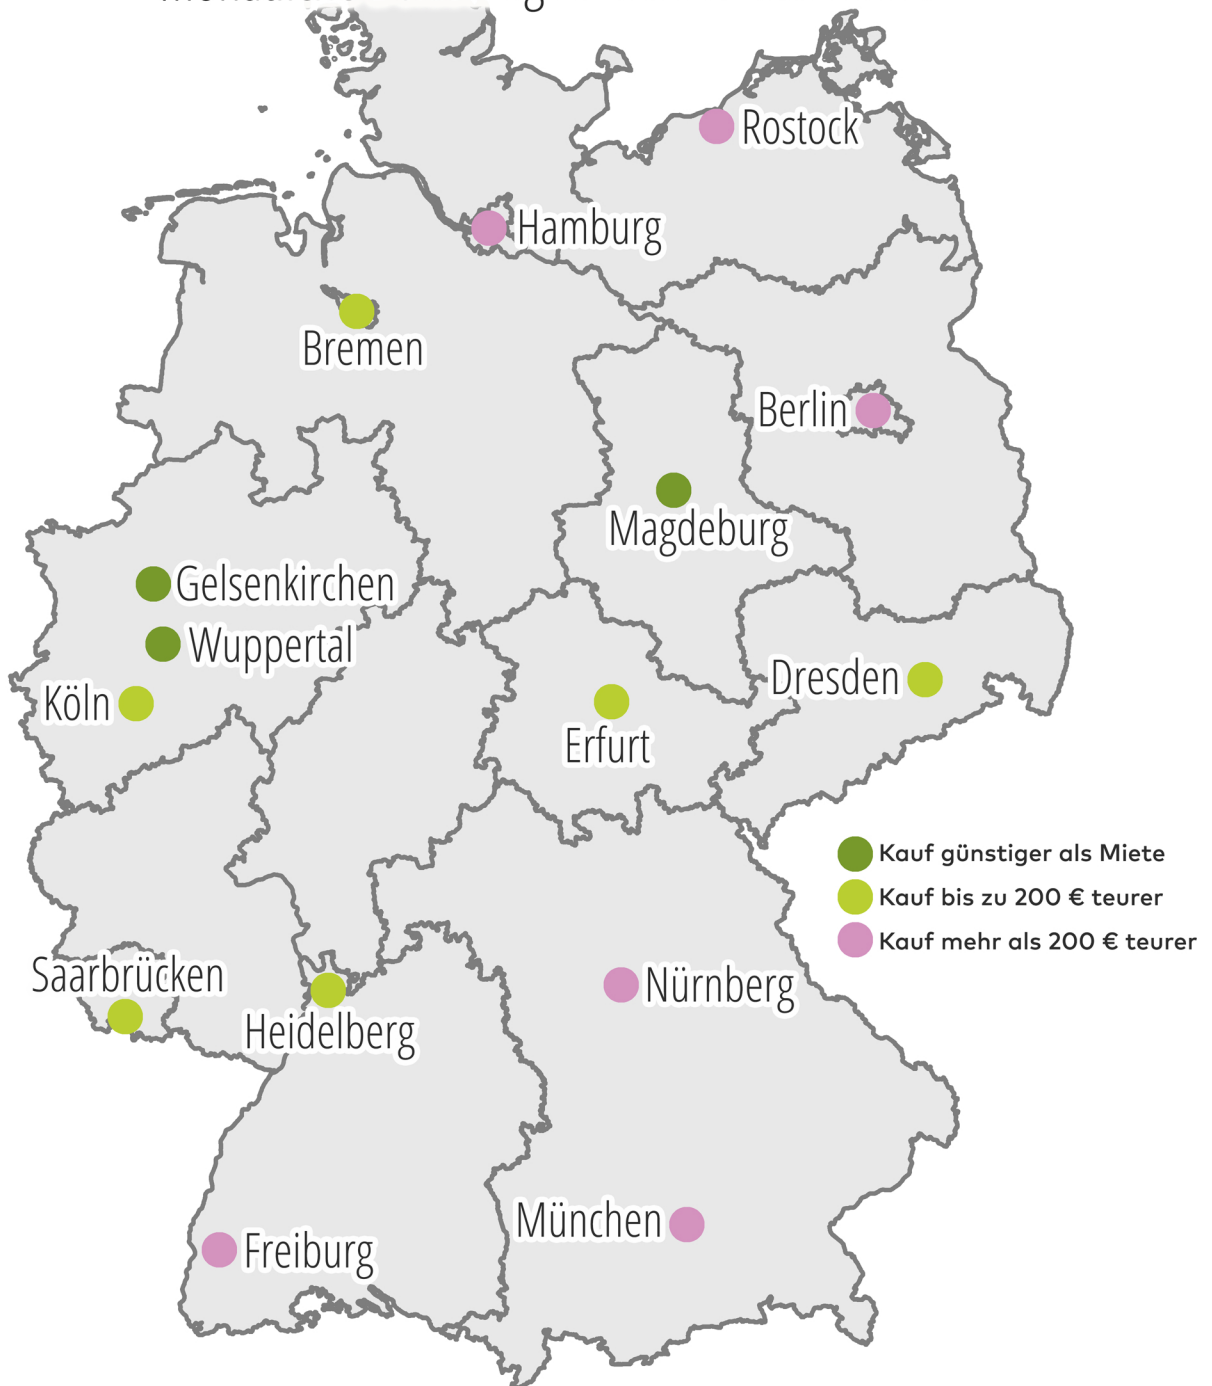 Rostock
Hamburg
Bremen
Berlin
Magdeburg
Gelsenkirchen
Wuppertal
Köln
Dresden
Erfurt
Kauf günstiger als Miete
Kauf bis zu 200 € teurer
Kauf mehr als 200 € teurer
Saarbrücken
Heidelberg
Nürnberg
München
Freiburg